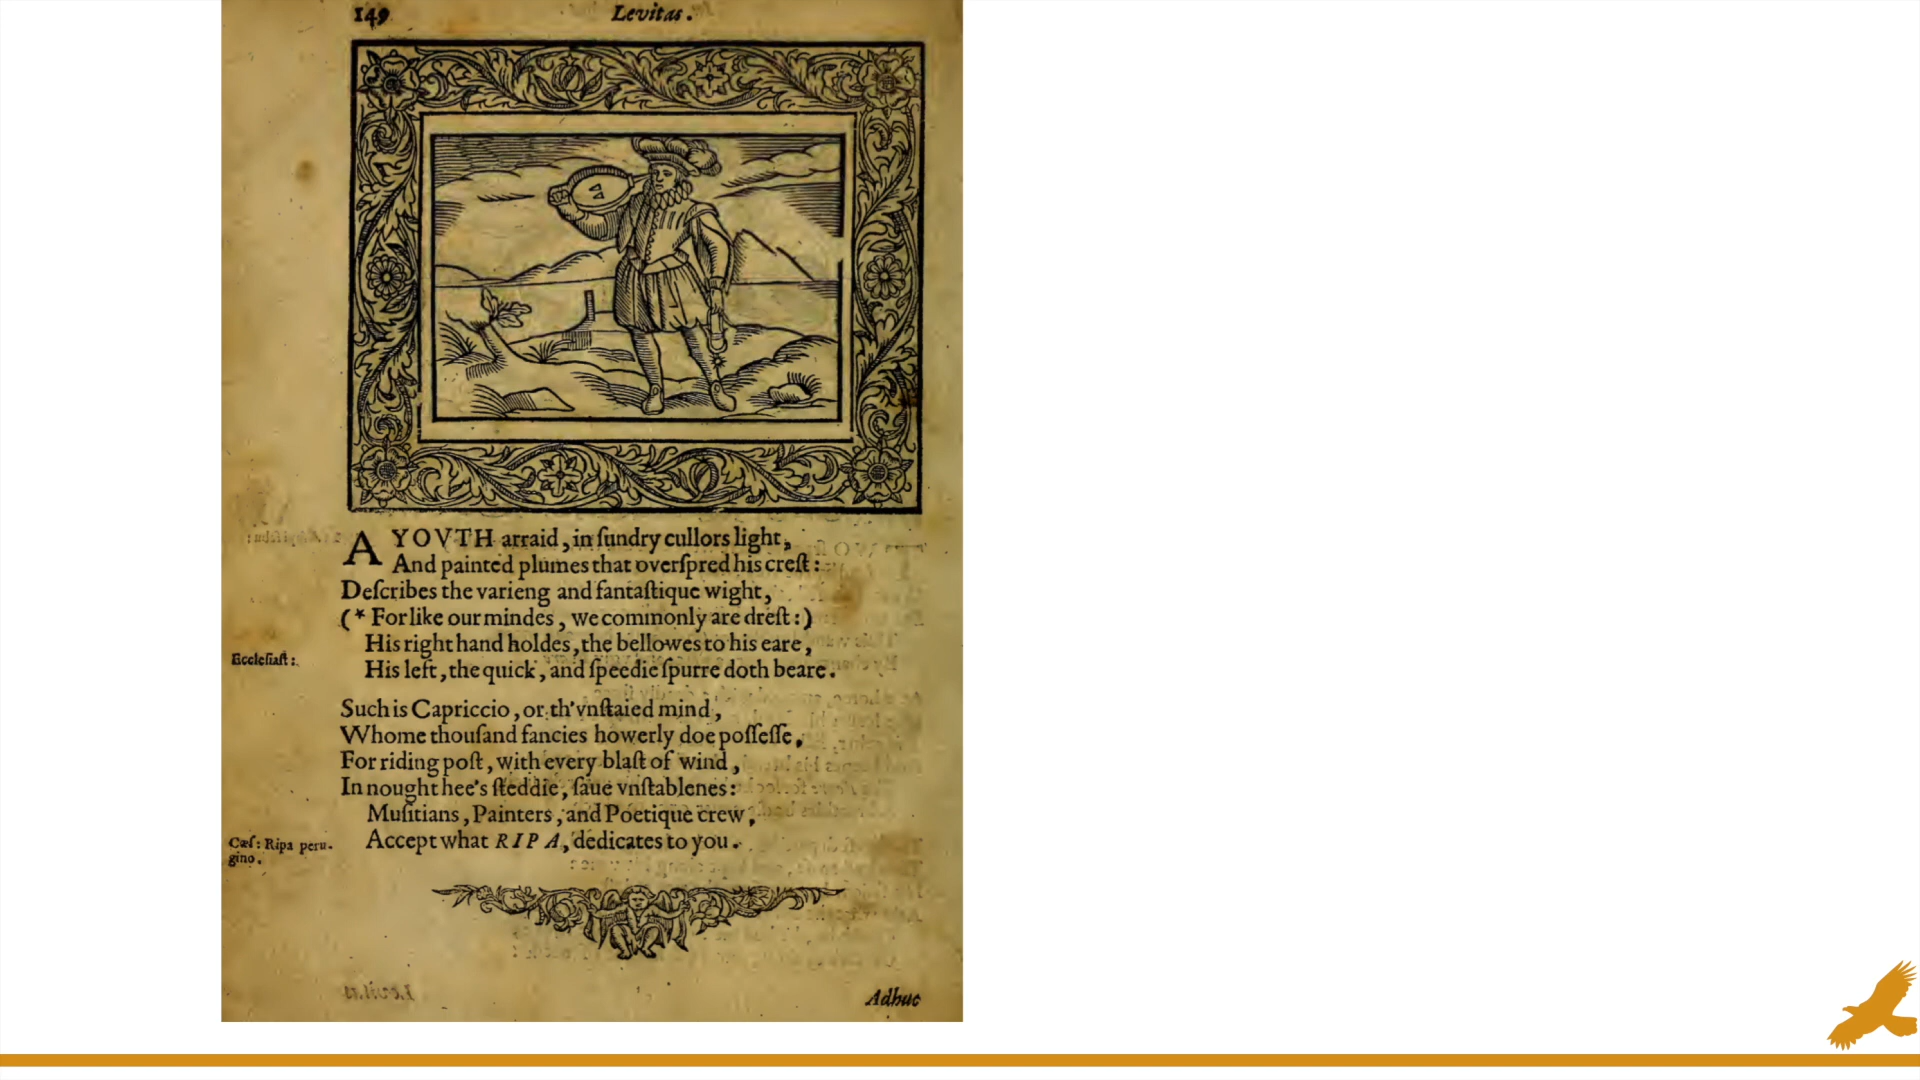 149 Levitas.
A YOVTH arraid, in ſundry cullors light,
And painted plumes that overſpred his creſt:
Deſcribes the varieng and fantaſtique wight,
(* For like our mindes, we commonly are dreſt:)
His right hand holdes, the bellowes to his eare,
Eccleſiaſt:
His left, the quick, and ſpeedie ſpurre doth beare.
Such is Capriccio, or th'vnſtaied mind,
Whome thouſand fancies howerly doe poſſeſſe,
For riding poſt, with every blaſt of wind,
In nought hee's ſteddie, ſaue vnſtablenes:
Muſitians, Painters, and Poetique crew,
Accept what RIPA, dedicates to you.
Cæſ: Ripa peru-
gino.
Adhuc